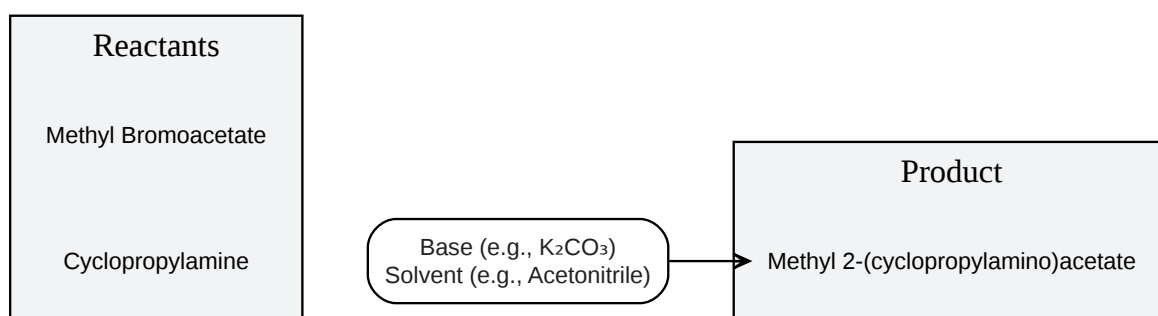 Reactants
Methyl Bromoacetate
Cyclopropylamine
Base (e.g., K₂CO₃)
Solvent (e.g., Acetonitrile)
Product
Methyl 2-(cyclopropylamino)acetate